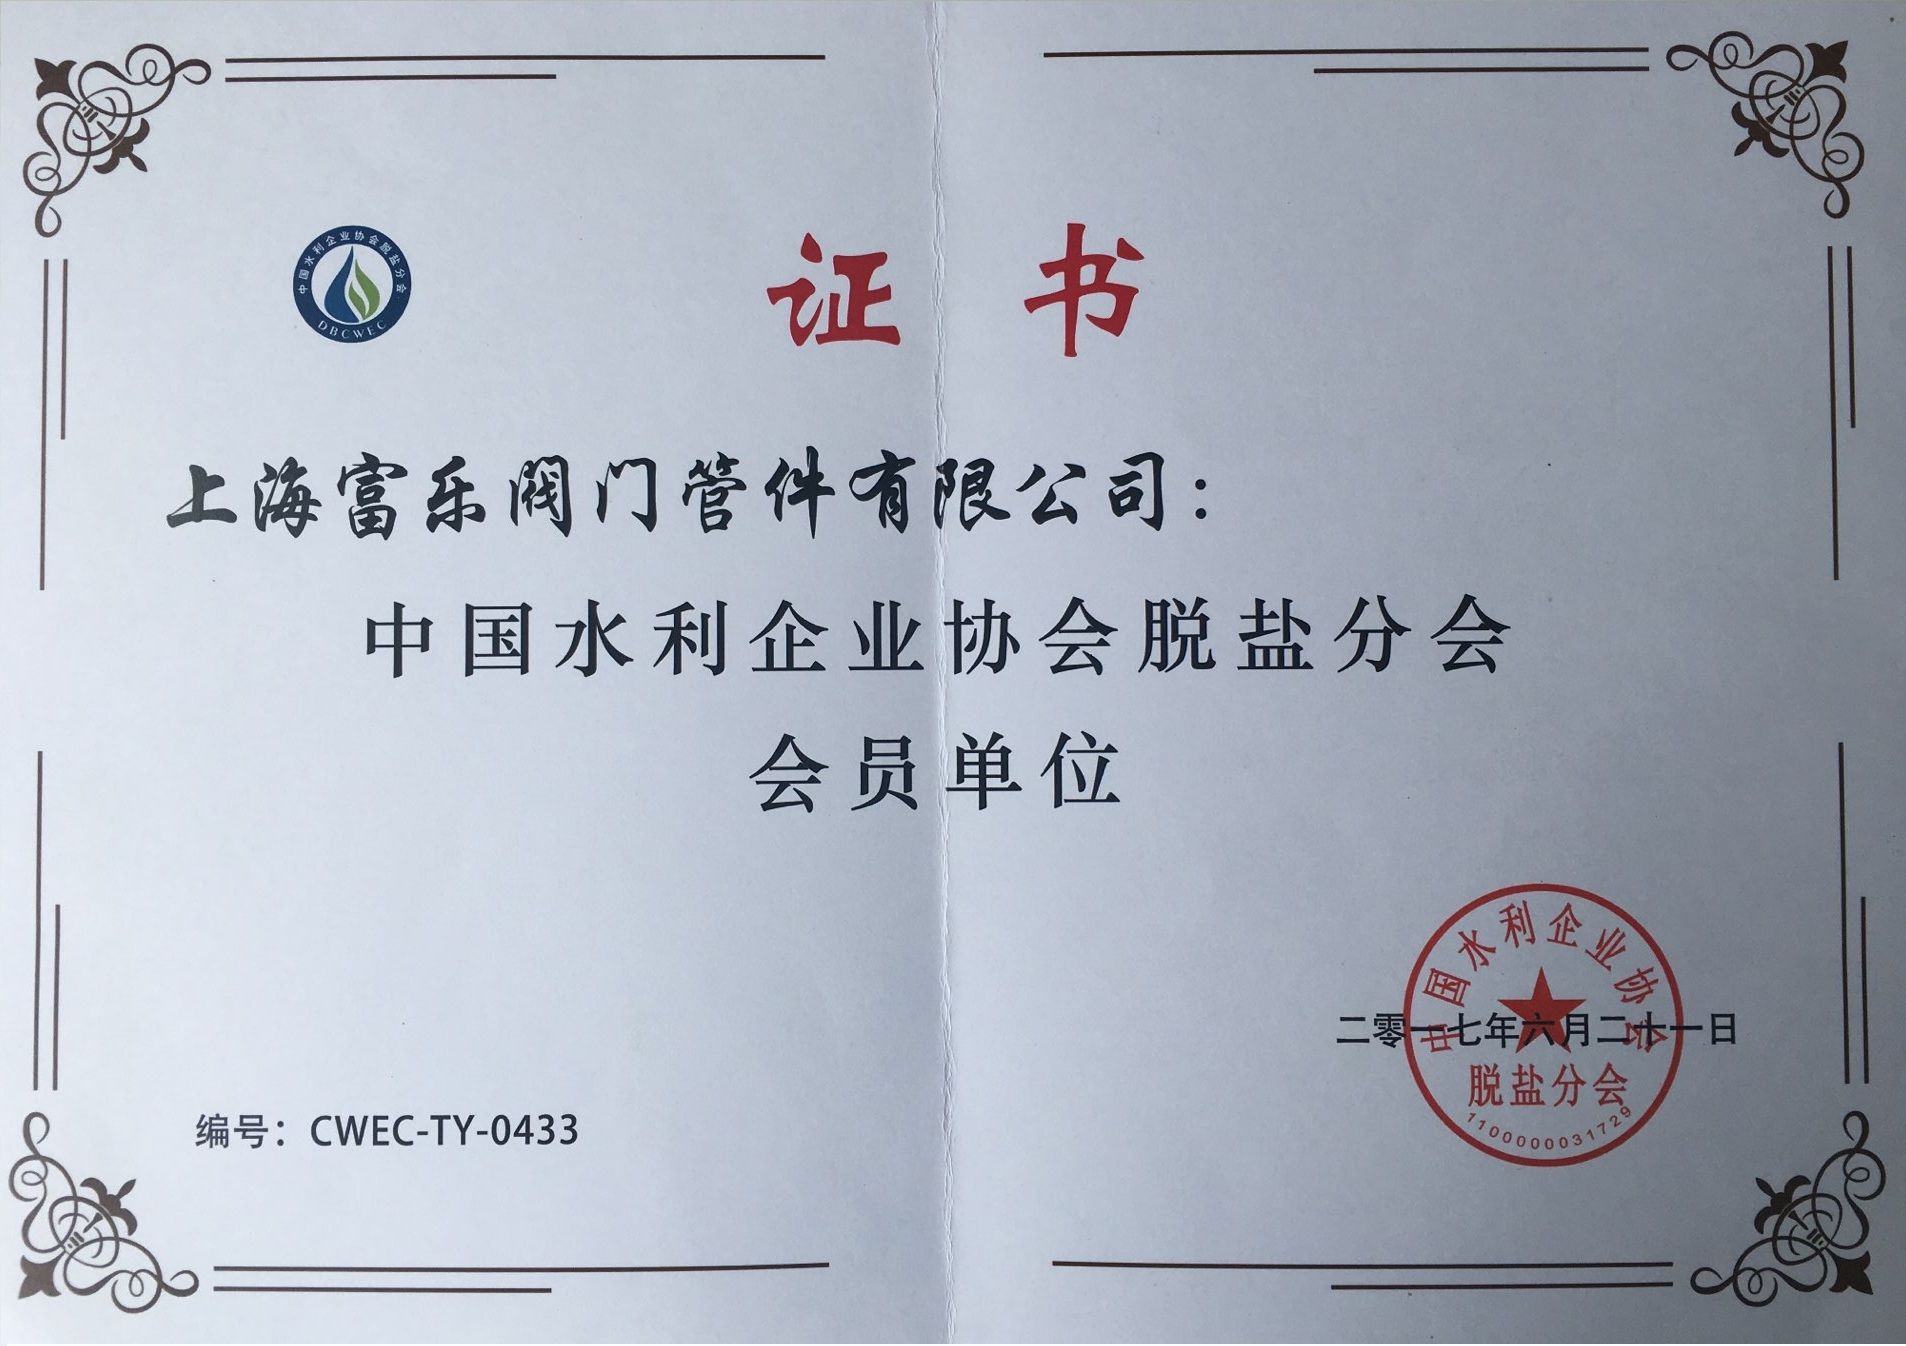 中国水利企业协会脱盐分会
DBCWEC
证书
上海富乐阀门管件有限公司：
中国水利企业协会脱盐分会
会员单位
中国水利企业协会
二零一七年六月二十一日
脱盐分会
1100000031729
编号：CWEC-TY-0433